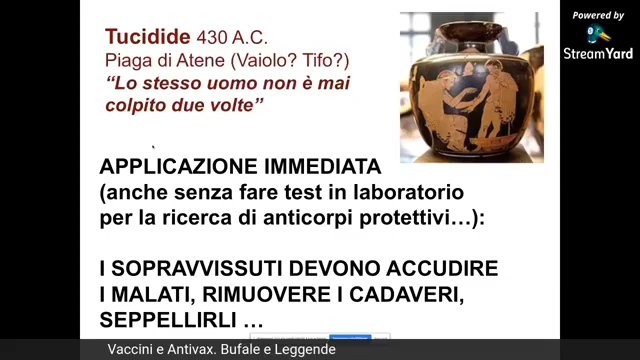 Tucidide 430 A.C.
Piaga di Atene (Vaiolo? Tifo?)
“Lo stesso uomo non è mai
colpito due volte”
Powered by
StreamYard
APPLICAZIONE IMMEDIATA
(anche senza fare test in laboratorio
per la ricerca di anticorpi protettivi…):
I SOPRAVVISSUTI DEVONO ACCUDIRE
I MALATI, RIMUOVERE I CADAVERI,
SEPPELLIRLI …
Vaccini e Antivax. Bufale e Leggende